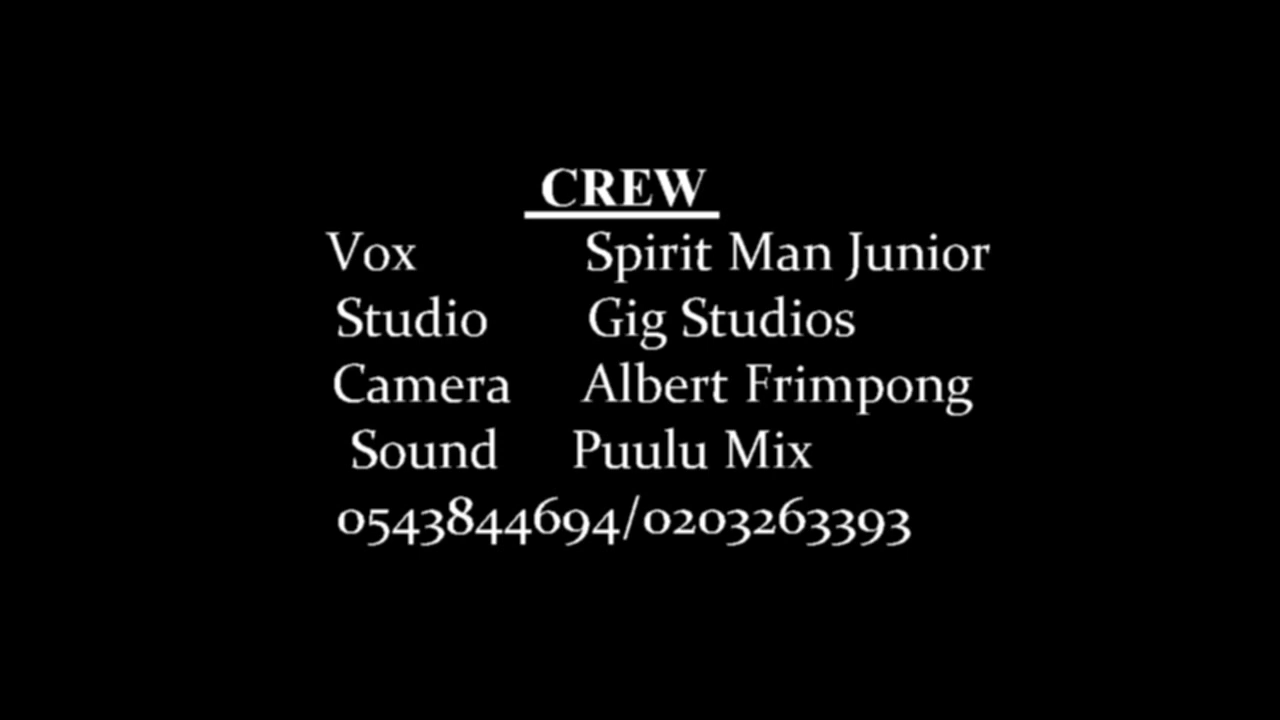 CREW
Vox Spirit Man Junior
Studio Gig Studios
Camera Albert Frimpong
Sound Puulu Mix
0543844694/0203263393